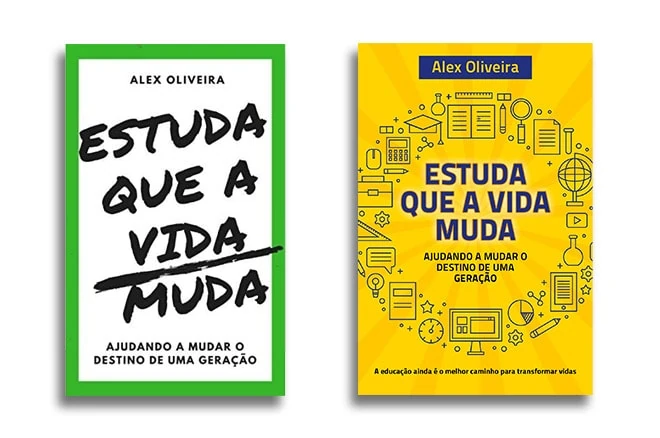 ALEX OLIVEIRA
ESTUDA
QUE A
VIDA
MUDA
AJUDANDO A MUDAR O
DESTINO DE UMA GERAÇÃO
Alex Oliveira
ESTUDA
QUE A VIDA
MUDA
AJUDANDO A MUDAR O
DESTINO DE UMA
GERAÇÃO
A educação ainda é o melhor caminho para transformar vidas